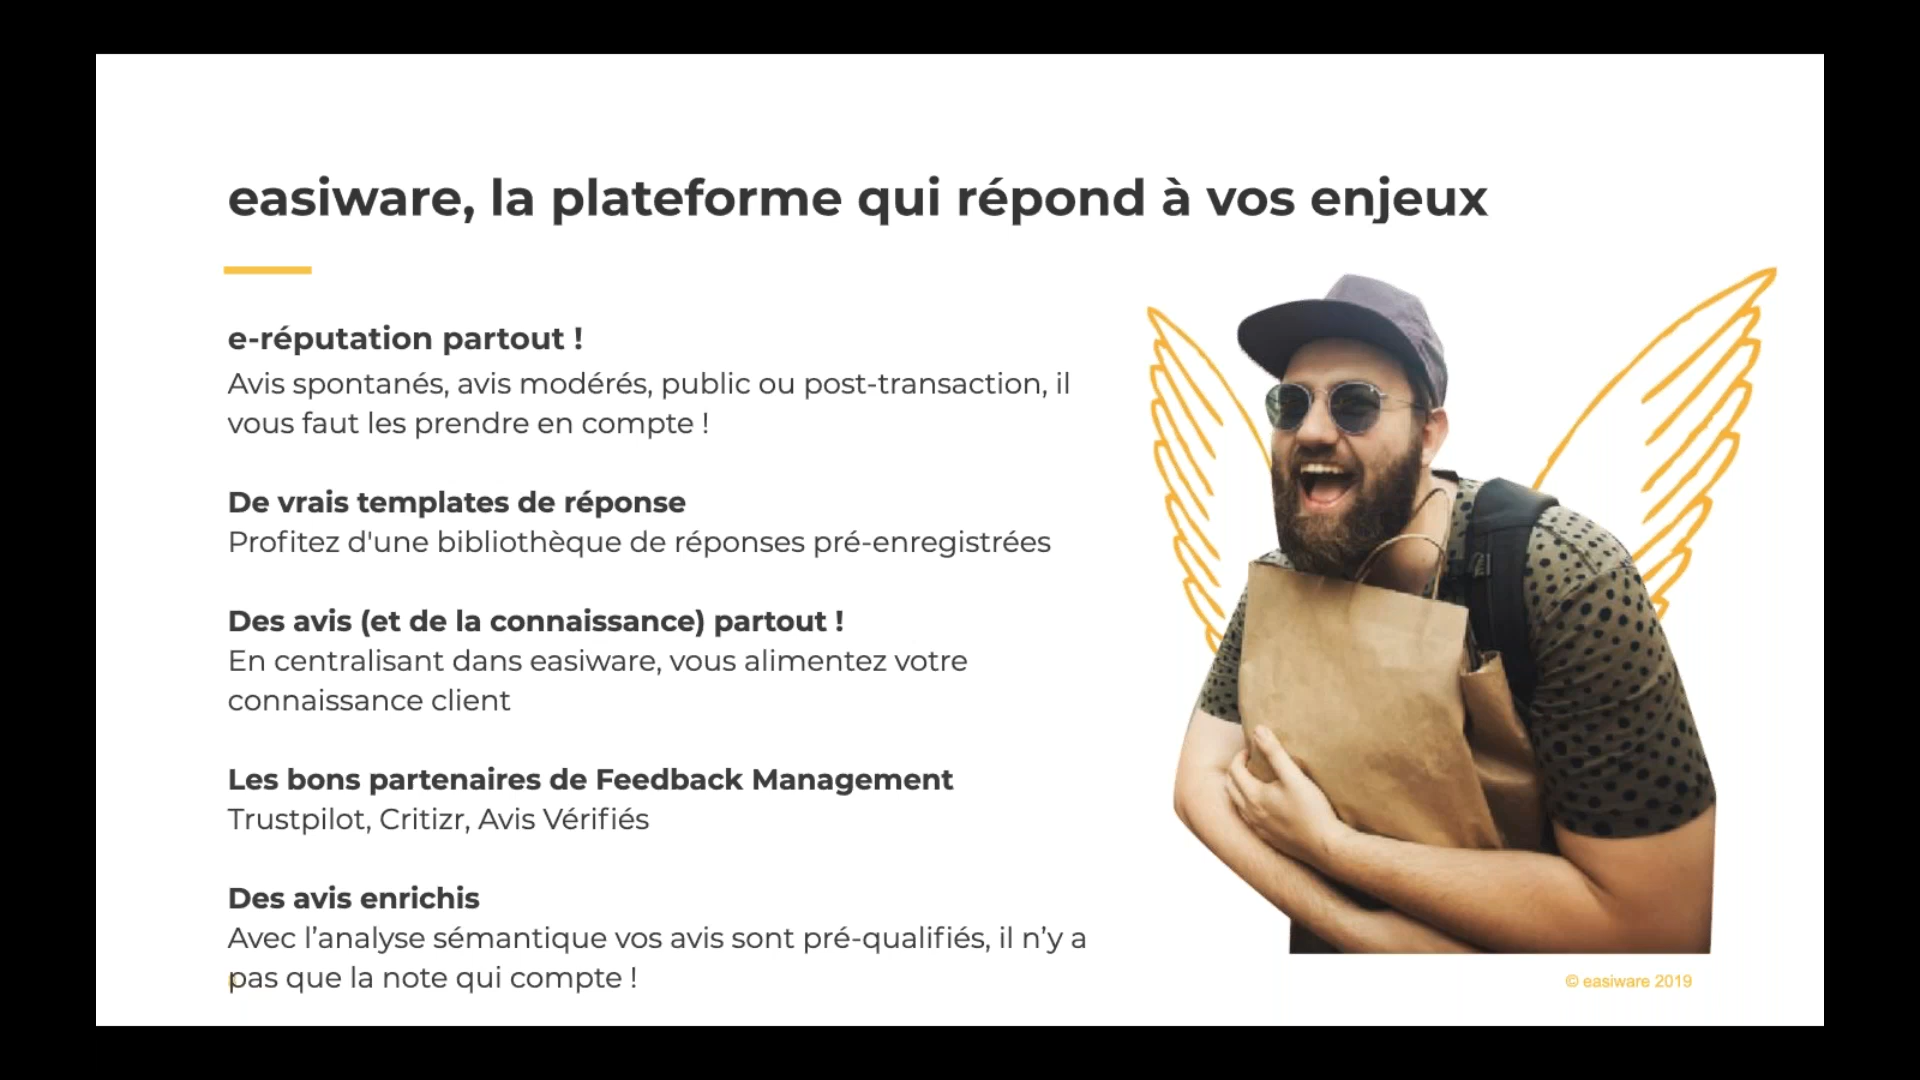 easiware, la plateforme qui répond à vos enjeux
e-réputation partout !
Avis spontanés, avis modérés, public ou post-transaction, il
vous faut les prendre en compte !
De vrais templates de réponse
Profitez d'une bibliothèque de réponses pré-enregistrées
Des avis (et de la connaissance) partout !
En centralisant dans easiware, vous alimentez votre
connaissance client
Les bons partenaires de Feedback Management
Trustpilot, Critizr, Avis Vérifiés
Des avis enrichis
Avec l’analyse sémantique vos avis sont pré-qualifiés, il n’y a
pas que la note qui compte !
© easiware 2019